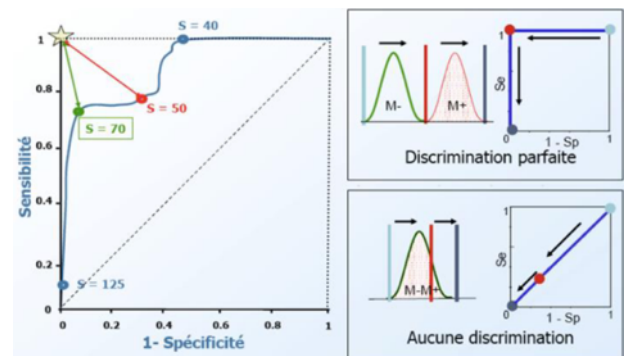 S = 40
1
0.8
0.6
0.4
0.2
0
Sensibilité
S = 50
S = 70
S = 125
0
0.2
0.4
0.6
0.8
1
1- Spécificité
M-
M+
1
Se
0
1 - Sp
1
Discrimination parfaite
M-M+
1
Se
0
1 - Sp
1
Aucune discrimination